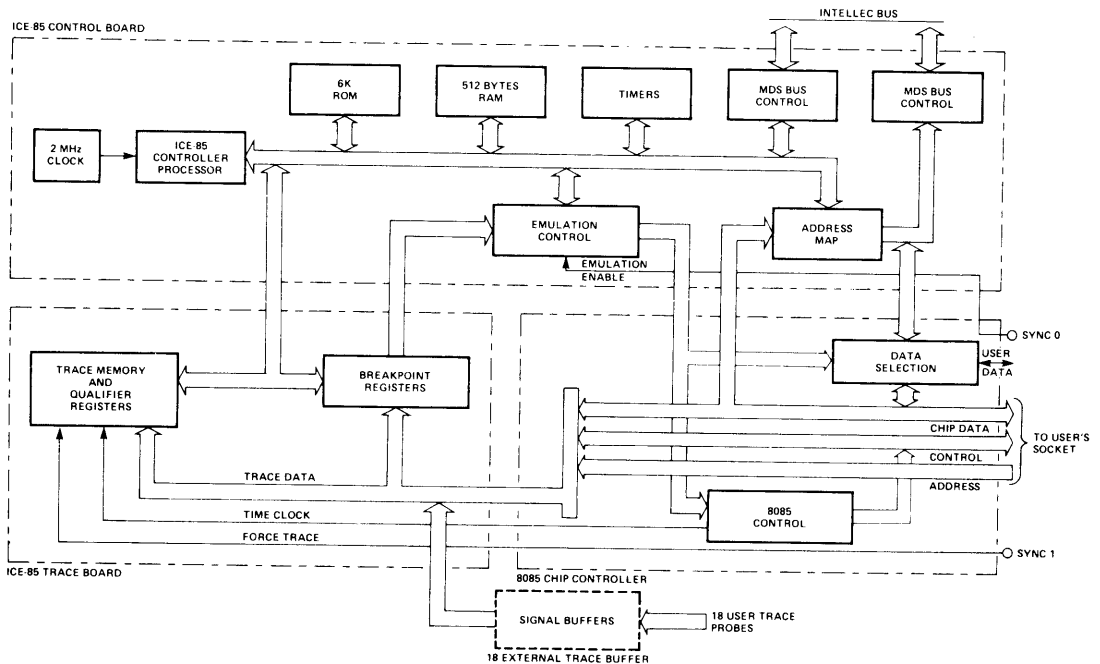 INTELLEC BUS
ICE-85 CONTROL BOARD
6K
ROM
512 BYTES
RAM
TIMERS
MDS BUS
CONTROL
MDS BUS
CONTROL
2 MHz
CLOCK
ICE-85
CONTROLLER
PROCESSOR
EMULATION
CONTROL
ADDRESS
MAP
EMULATION
ENABLE
SYNC 0
TRACE MEMORY
AND
QUALIFIER
REGISTERS
BREAKPOINT
REGISTERS
DATA
SELECTION
USER
DATA
CHIP DATA
CONTROL
ADDRESS
TO USER'S
SOCKET
TRACE DATA
TIME CLOCK
FORCE TRACE
8085
CONTROL
SYNC 1
ICE-85 TRACE BOARD
8085 CHIP CONTROLLER
SIGNAL BUFFERS
18 USER TRACE
PROBES
18 EXTERNAL TRACE BUFFER